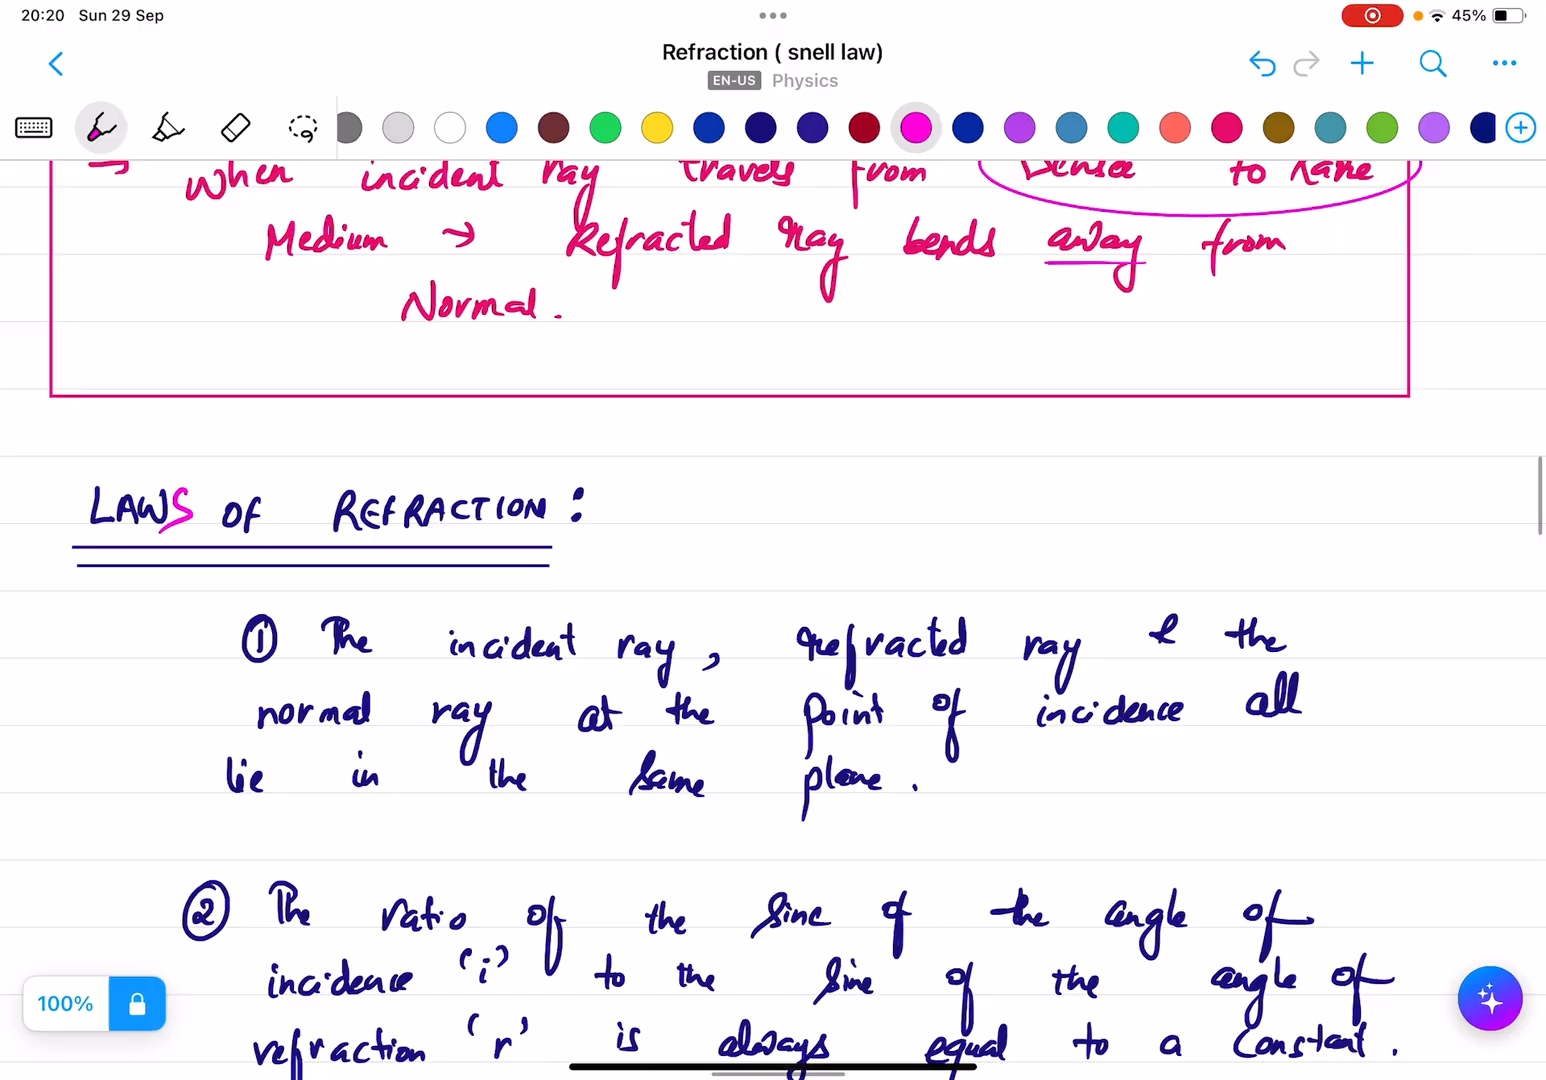 20:20 Sun 29 Sep
45%
Refraction ( snell law)
EN-US Physics
→ When incident ray travels from Denser to rare
Medium → Refracted ray bends away from
Normal.
LAWS OF REFRACTION :
① The incident ray, refracted ray & the
normal ray at the point of incidence all
lie in the same plane.
② The ratio of the sine of the angle of
incidence 'i' to the sine of the angle of
100%
refraction 'r' is always equal to a constant.